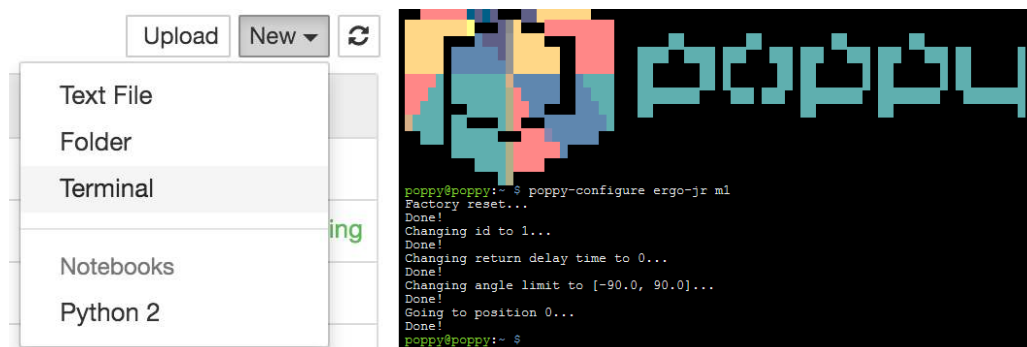 Upload New
Text File
Folder
Terminal
ing
Notebooks
Python 2
poppy
poppy@poppy:~ $ poppy-configure ergo-jr m1
Factory reset...
Done!
Changing id to 1...
Done!
Changing return delay time to 0...
Done!
Changing angle limit to [-90.0, 90.0]...
Done!
Going to position 0...
Done!
poppy@poppy:~ $